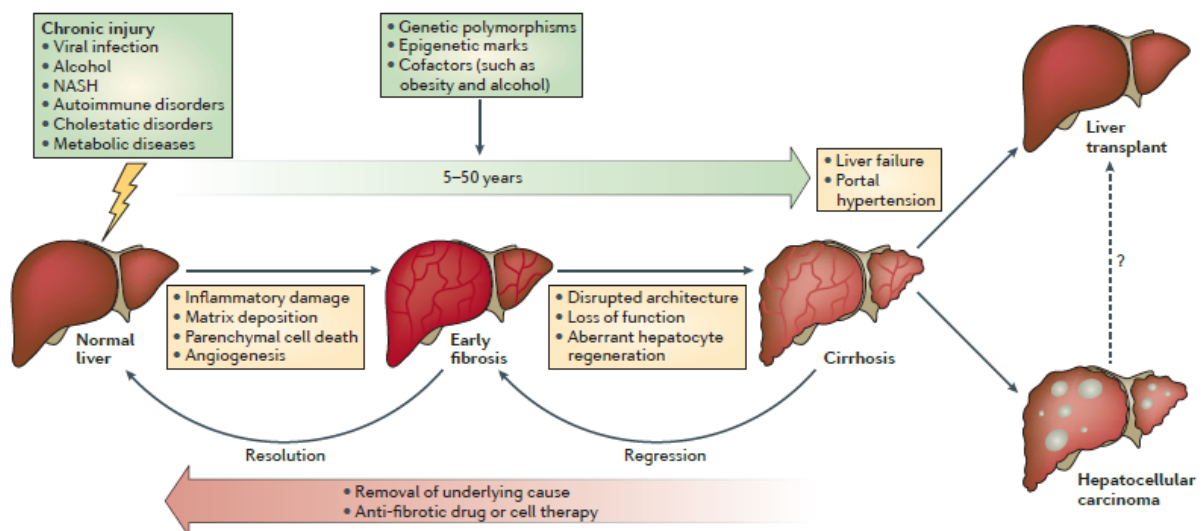 Chronic injury
• Viral infection
• Alcohol
• NASH
• Autoimmune disorders
• Cholestatic disorders
• Metabolic diseases
• Genetic polymorphisms
• Epigenetic marks
• Cofactors (such as
obesity and alcohol)
5–50 years
• Liver failure
• Portal
hypertension
Liver
transplant
Normal
liver
• Inflammatory damage
• Matrix deposition
• Parenchymal cell death
• Angiogenesis
Early
fibrosis
• Disrupted architecture
• Loss of function
• Aberrant hepatocyte
regeneration
Cirrhosis
?
Hepatocellular
carcinoma
Resolution
Regression
• Removal of underlying cause
• Anti-fibrotic drug or cell therapy